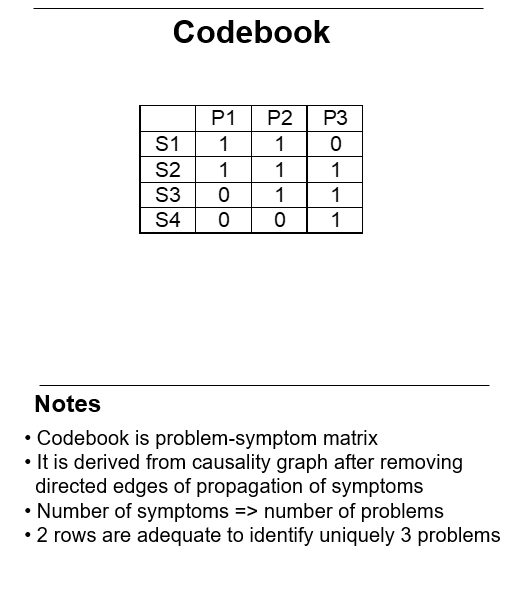 Codebook
P1 P2 P3
S1 1 1 0
S2 1 1 1
S3 0 1 1
S4 0 0 1
Notes
• Codebook is problem-symptom matrix
• It is derived from causality graph after removing
directed edges of propagation of symptoms
• Number of symptoms => number of problems
• 2 rows are adequate to identify uniquely 3 problems